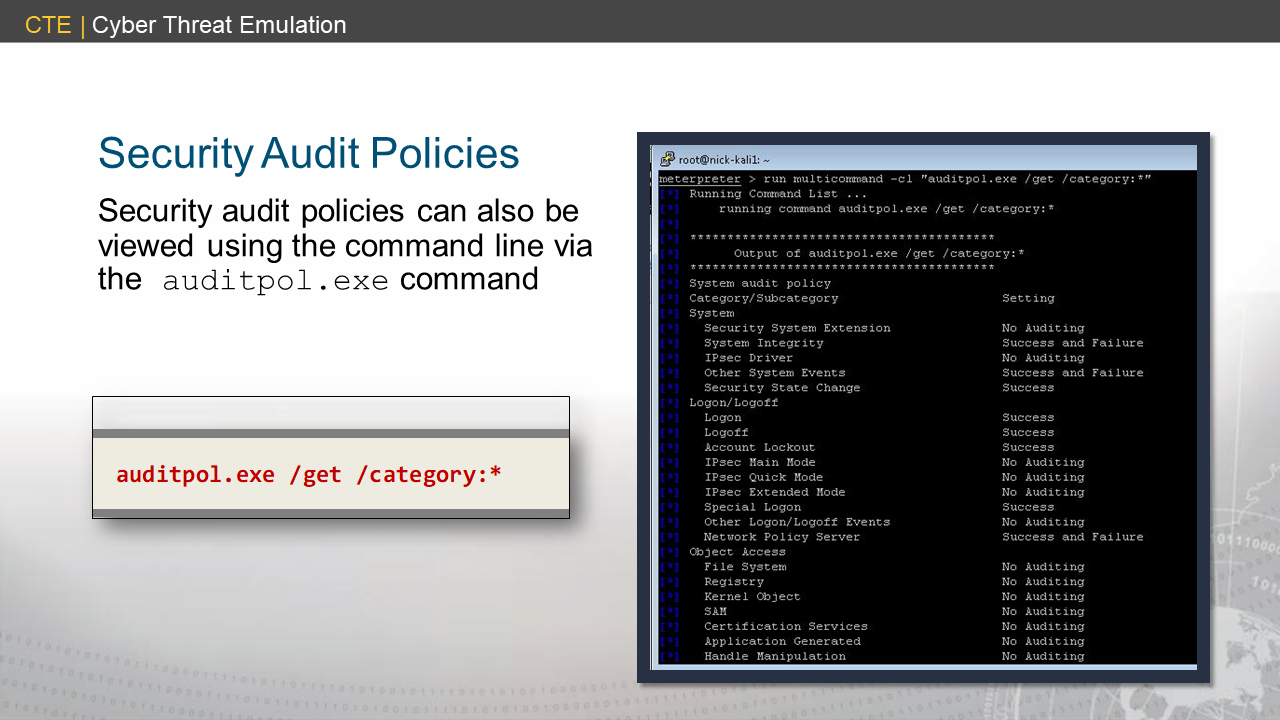 CTE | Cyber Threat Emulation
Security Audit Policies
Security audit policies can also be
viewed using the command line via
the auditpol.exe command
auditpol.exe /get /category:*
root@nick-kali1: ~
meterpreter > run multicommand -cl "auditpol.exe /get /category:*"
[*] Running Command List ...
[*] running command auditpol.exe /get /category:*
[*]
[*] *****************************************
[*] Output of auditpol.exe /get /category:*
[*] *****************************************
[*] System audit policy
[*] Category/Subcategory Setting
[*] System
[*] Security System Extension No Auditing
[*] System Integrity Success and Failure
[*] IPsec Driver No Auditing
[*] Other System Events Success and Failure
[*] Security State Change Success
[*] Logon/Logoff
[*] Logon Success
[*] Logoff Success
[*] Account Lockout Success
[*] IPsec Main Mode No Auditing
[*] IPsec Quick Mode No Auditing
[*] IPsec Extended Mode No Auditing
[*] Special Logon Success
[*] Other Logon/Logoff Events No Auditing
[*] Network Policy Server Success and Failure
[*] Object Access
[*] File System No Auditing
[*] Registry No Auditing
[*] Kernel Object No Auditing
[*] SAM No Auditing
[*] Certification Services No Auditing
[*] Application Generated No Auditing
[*] Handle Manipulation No Auditing